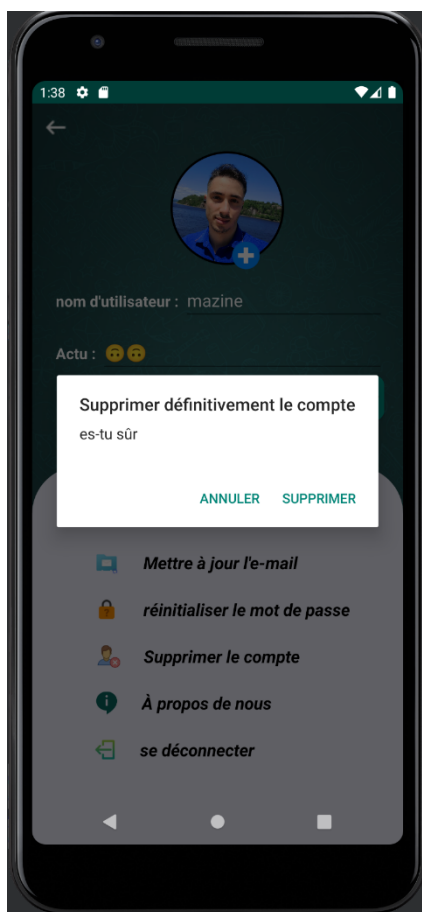 1:38
nom d'utilisateur : mazine
Actu : 🙃🙃
Supprimer définitivement le compte
es-tu sûr
ANNULER SUPPRIMER
Mettre à jour l'e-mail
réinitialiser le mot de passe
Supprimer le compte
À propos de nous
se déconnecter